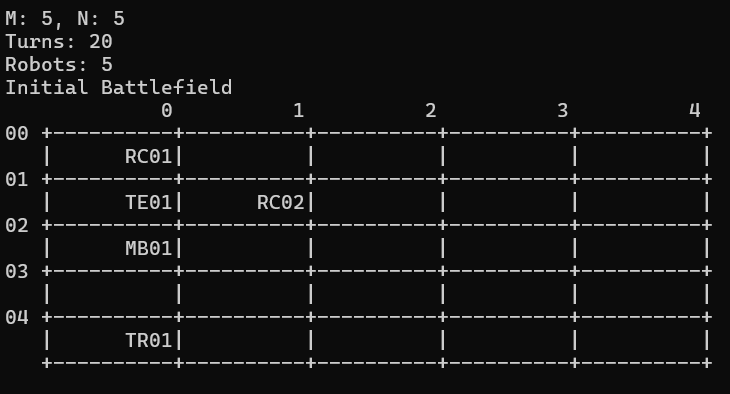 M: 5, N: 5
Turns: 20
Robots: 5
Initial Battlefield
             0          1          2          3          4
00 +----------+----------+----------+----------+----------+
   |      RC01|          |          |          |          |
01 +----------+----------+----------+----------+----------+
   |      TE01|      RC02|          |          |          |
02 +----------+----------+----------+----------+----------+
   |      MB01|          |          |          |          |
03 +----------+----------+----------+----------+----------+
   |          |          |          |          |          |
04 +----------+----------+----------+----------+----------+
   |      TR01|          |          |          |          |
   +----------+----------+----------+----------+----------+